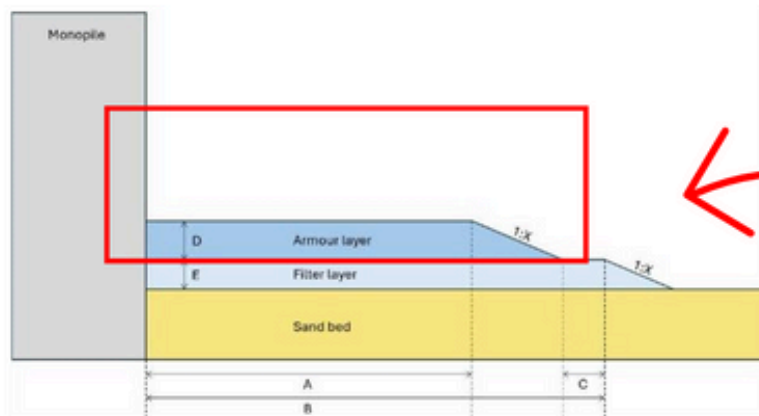 Monopile
D
Armour layer
1:X
E
Filter layer
1:X
Sand bed
A
C
B